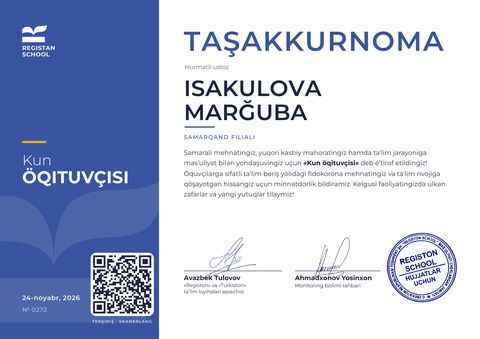 REGISTAN
SCHOOL
Kun
ÖQITUVÇISI
24-noyabr, 2026
№ 0272
TEKŞIRIŞ - SKANERLANG
TAŞAKKURNOMA
Hurmatli ustoz
ISAKULOVA
MARĞUBA
SAMARQAND FILIALI
Samarali mehnatingiz, yuqori kasbiy mahoratingiz hamda ta’lim jarayoniga
mas’uliyat bilan yondaşuvingiz uçun «Kun öqituvçisi» deb e’tirof etildingiz!
Öquvçilarga sifatli ta’lim beriş yölidagi fidokorona mehnatingiz va ta’lim rivojiga
qöşayotgan hissangiz uçun minnatdorlik bildiramiz. Kelgusi faoliyatingizda ulkan
zafarlar va yangi yutuqlar tilaymiz!
Avazbek Tulovov
«Registon» va «Turkiston»
ta’lim loyihalari asosçisi
Ahmadxonov Yosinxon
Monitoring bölimi rahbari
REGISTON
SCHOOL
HUJJATLAR
UCHUN